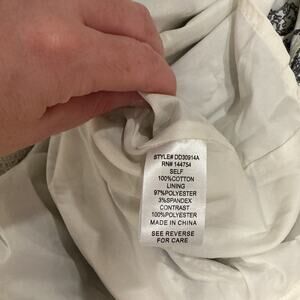 STYLE# DD30914A
RN# 144754
SELF
100%COTTON
LINING
97%POLYESTER
3%SPANDEX
CONTRAST
100%POLYESTER
MADE IN CHINA
SEE REVERSE
FOR CARE